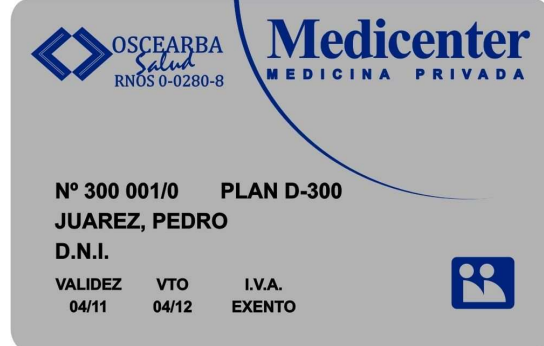 OSCEARBA
Salud
RNOS 0-0280-8
Medicenter
MEDICINA PRIVADA
Nº 300 001/0 PLAN D-300
JUAREZ, PEDRO
D.N.I.
VALIDEZ VTO I.V.A.
04/11 04/12 EXENTO